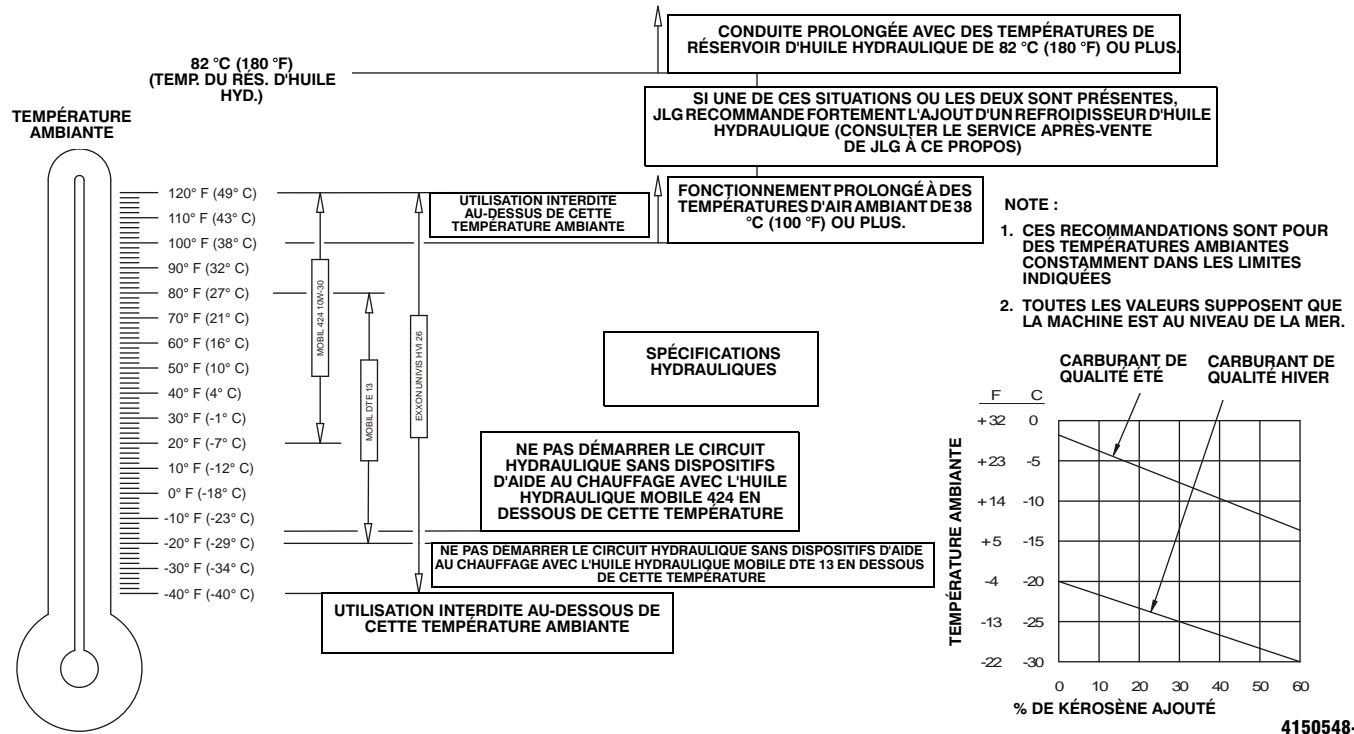 CONDUITE PROLONGÉE AVEC DES TEMPÉRATURES DE
RÉSERVOIR D'HUILE HYDRAULIQUE DE 82 °C (180 °F) OU PLUS.
82 °C (180 °F)
(TEMP. DU RÉS. D'HUILE
HYD.)
SI UNE DE CES SITUATIONS OU LES DEUX SONT PRÉSENTES,
JLG RECOMMANDE FORTEMENT L'AJOUT D'UN REFROIDISSEUR D'HUILE
HYDRAULIQUE (CONSULTER LE SERVICE APRÈS-VENTE
DE JLG À CE PROPOS)
TEMPÉRATURE
AMBIANTE
120° F (49° C)
110° F (43° C)
100° F (38° C)
90° F (32° C)
80° F (27° C)
70° F (21° C)
60° F (16° C)
50° F (10° C)
40° F (4° C)
30° F (-1° C)
20° F (-7° C)
10° F (-12° C)
0° F (-18° C)
-10° F (-23° C)
-20° F (-29° C)
-30° F (-34° C)
-40° F (-40° C)
MOBIL 424 10W-30
MOBIL DTE 13
EXXON UNIVIS HVI 26
UTILISATION INTERDITE
AU-DESSUS DE CETTE
TEMPÉRATURE AMBIANTE
FONCTIONNEMENT PROLONGÉ À DES
TEMPÉRATURES D'AIR AMBIANT DE 38
°C (100 °F) OU PLUS.
SPÉCIFICATIONS
HYDRAULIQUES
NE PAS DÉMARRER LE CIRCUIT
HYDRAULIQUE SANS DISPOSITIFS
D'AIDE AU CHAUFFAGE AVEC L'HUILE
HYDRAULIQUE MOBILE 424 EN
DESSOUS DE CETTE TEMPÉRATURE
NE PAS DÉMARRER LE CIRCUIT HYDRAULIQUE SANS DISPOSITIFS D'AIDE
AU CHAUFFAGE AVEC L'HUILE HYDRAULIQUE MOBILE DTE 13 EN DESSOUS
DE CETTE TEMPÉRATURE
UTILISATION INTERDITE AU-DESSOUS DE
CETTE TEMPÉRATURE AMBIANTE
NOTE :
1. CES RECOMMANDATIONS SONT POUR
DES TEMPÉRATURES AMBIANTES
CONSTAMMENT DANS LES LIMITES
INDIQUÉES
2. TOUTES LES VALEURS SUPPOSENT QUE
LA MACHINE EST AU NIVEAU DE LA MER.
CARBURANT DE
QUALITÉ ÉTÉ
CARBURANT DE
QUALITÉ HIVER
F C
+32 0
+23 -5
+14 -10
+5 -15
-4 -20
-13 -25
-22 -30
TEMPÉRATURE AMBIANTE
0 10 20 30 40 50 60
% DE KÉROSÈNE AJOUTÉ
4150548-